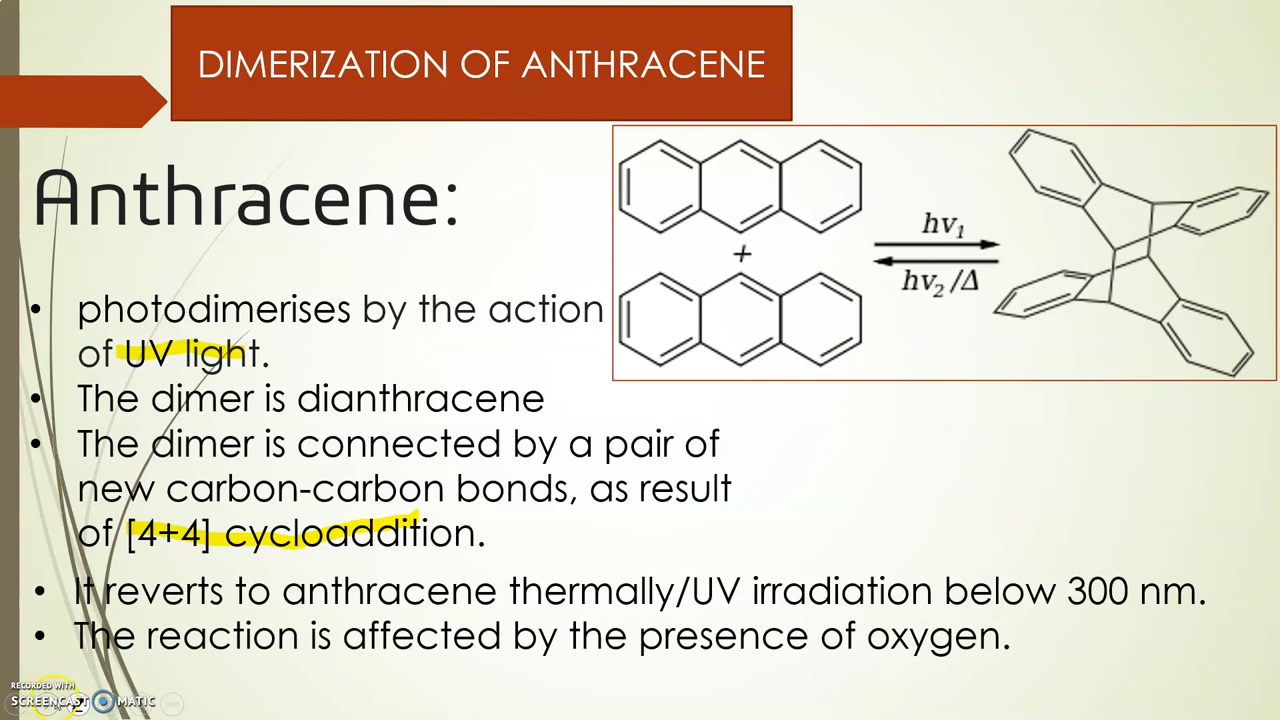 DIMERIZATION OF ANTHRACENE
Anthracene:
• photodimerises by the action
of UV light.
• The dimer is dianthracene
• The dimer is connected by a pair of
new carbon-carbon bonds, as result
of [4+4] cycloaddition.
• It reverts to anthracene thermally/UV irradiation below 300 nm.
• The reaction is affected by the presence of oxygen.
+
hν₁
hν₂/Δ
RECORDED WITH
SCREENCAST MATIC